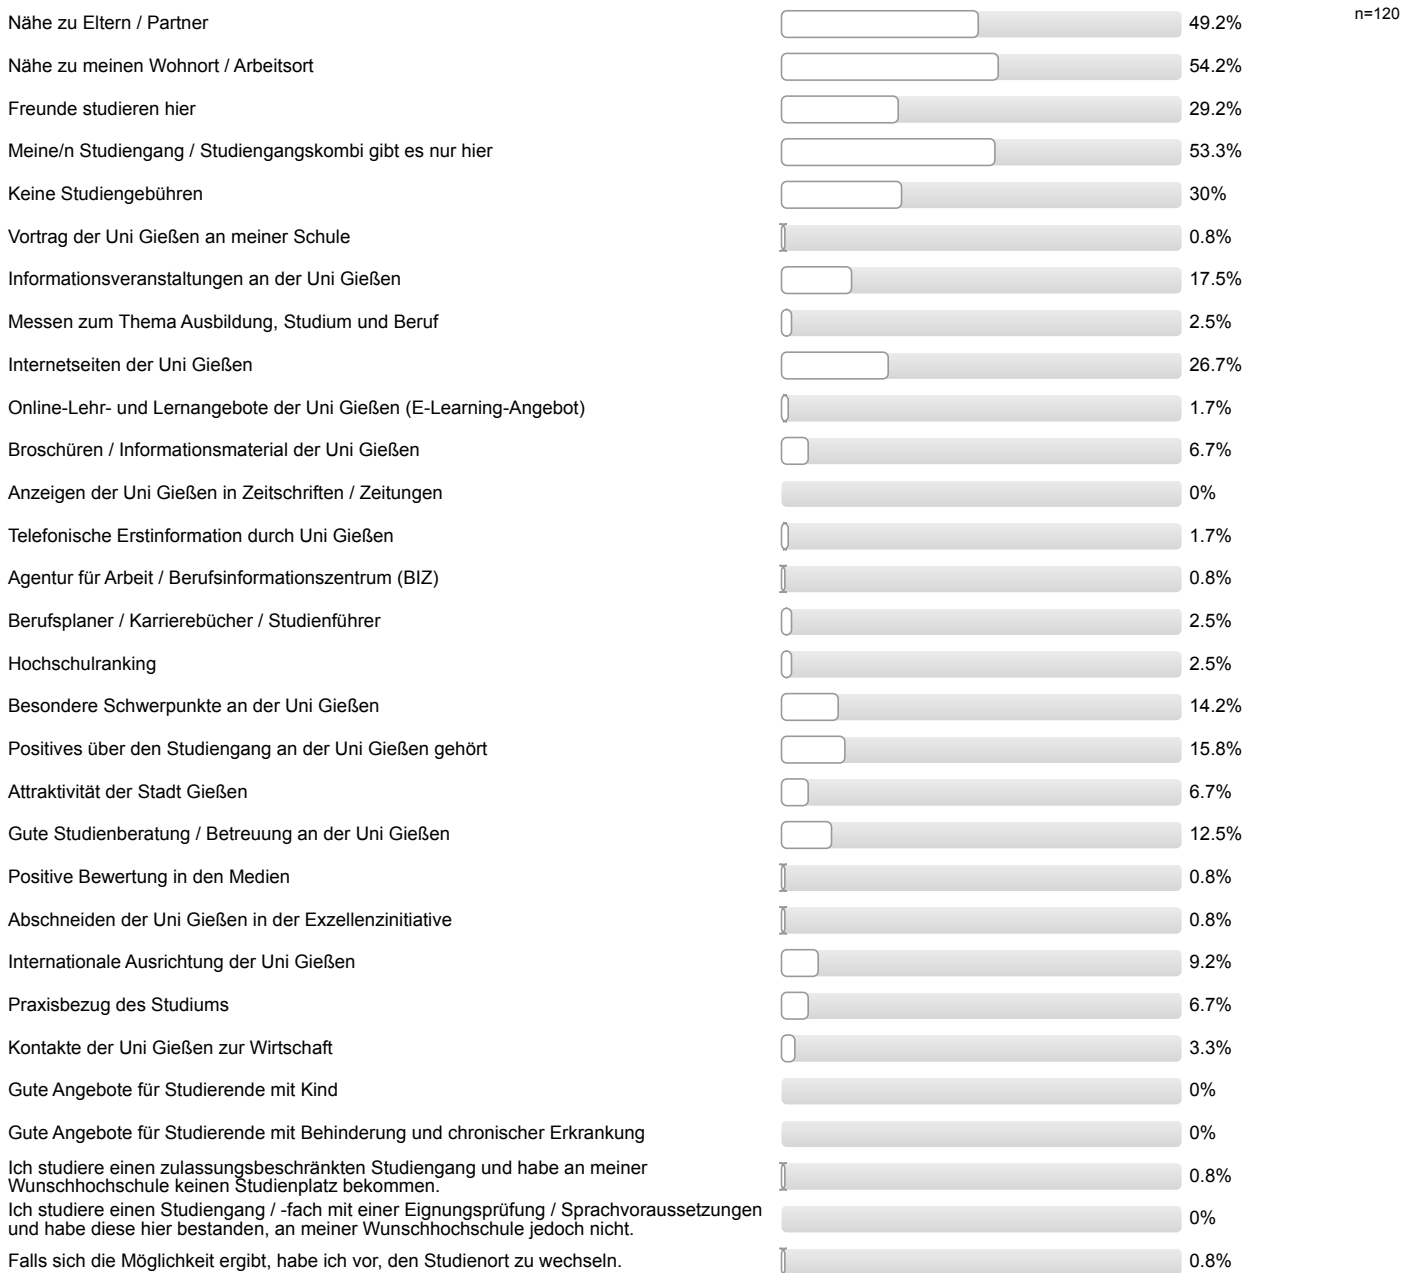 n=120
Nähe zu Eltern / Partner 49.2%
Nähe zu meinen Wohnort / Arbeitsort 54.2%
Freunde studieren hier 29.2%
Meine/n Studiengang / Studiengangskombi gibt es nur hier 53.3%
Keine Studiengebühren 30%
Vortrag der Uni Gießen an meiner Schule 0.8%
Informationsveranstaltungen an der Uni Gießen 17.5%
Messen zum Thema Ausbildung, Studium und Beruf 2.5%
Internetseiten der Uni Gießen 26.7%
Online-Lehr- und Lernangebote der Uni Gießen (E-Learning-Angebot) 1.7%
Broschüren / Informationsmaterial der Uni Gießen 6.7%
Anzeigen der Uni Gießen in Zeitschriften / Zeitungen 0%
Telefonische Erstinformation durch Uni Gießen 1.7%
Agentur für Arbeit / Berufsinformationszentrum (BIZ) 0.8%
Berufsplaner / Karrierebücher / Studienführer 2.5%
Hochschulranking 2.5%
Besondere Schwerpunkte an der Uni Gießen 14.2%
Positives über den Studiengang an der Uni Gießen gehört 15.8%
Attraktivität der Stadt Gießen 6.7%
Gute Studienberatung / Betreuung an der Uni Gießen 12.5%
Positive Bewertung in den Medien 0.8%
Abschneiden der Uni Gießen in der Exzellenzinitiative 0.8%
Internationale Ausrichtung der Uni Gießen 9.2%
Praxisbezug des Studiums 6.7%
Kontakte der Uni Gießen zur Wirtschaft 3.3%
Gute Angebote für Studierende mit Kind 0%
Gute Angebote für Studierende mit Behinderung und chronischer Erkrankung 0%
Ich studiere einen zulassungsbeschränkten Studiengang und habe an meiner
Wunschhochschule keinen Studienplatz bekommen. 0.8%
Ich studiere einen Studiengang / -fach mit einer Eignungsprüfung / Sprachvoraussetzungen
und habe diese hier bestanden, an meiner Wunschhochschule jedoch nicht. 0%
Falls sich die Möglichkeit ergibt, habe ich vor, den Studienort zu wechseln. 0.8%